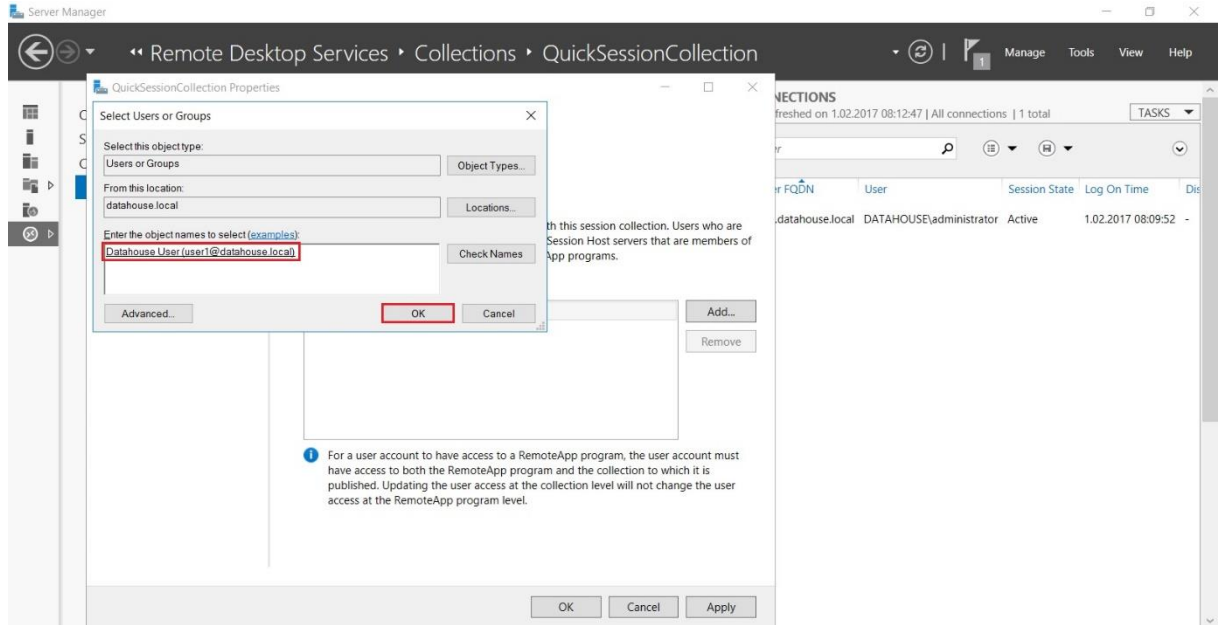 Server Manager
Remote Desktop Services ‣ Collections ‣ QuickSessionCollection
1
Manage Tools View Help
QuickSessionCollection Properties
Select Users or Groups
Select this object type:
Users or Groups
Object Types...
From this location:
datahouse.local
Locations...
Enter the object names to select (examples):
Datahouse User (user1@datahouse.local)
Check Names
Advanced...
OK
Cancel
th this session collection. Users who are
Session Host servers that are members of
App programs.
Add...
Remove
For a user account to have access to a RemoteApp program, the user account must
have access to both the RemoteApp program and the collection to which it is
published. Updating the user access at the collection level will not change the user
access at the RemoteApp program level.
OK
Cancel
Apply
NECTIONS
freshed on 1.02.2017 08:12:47 | All connections | 1 total
TASKS
er FQDN User Session State Log On Time Dis
.datahouse.local DATAHOUSE\administrator Active 1.02.2017 08:09:52 -